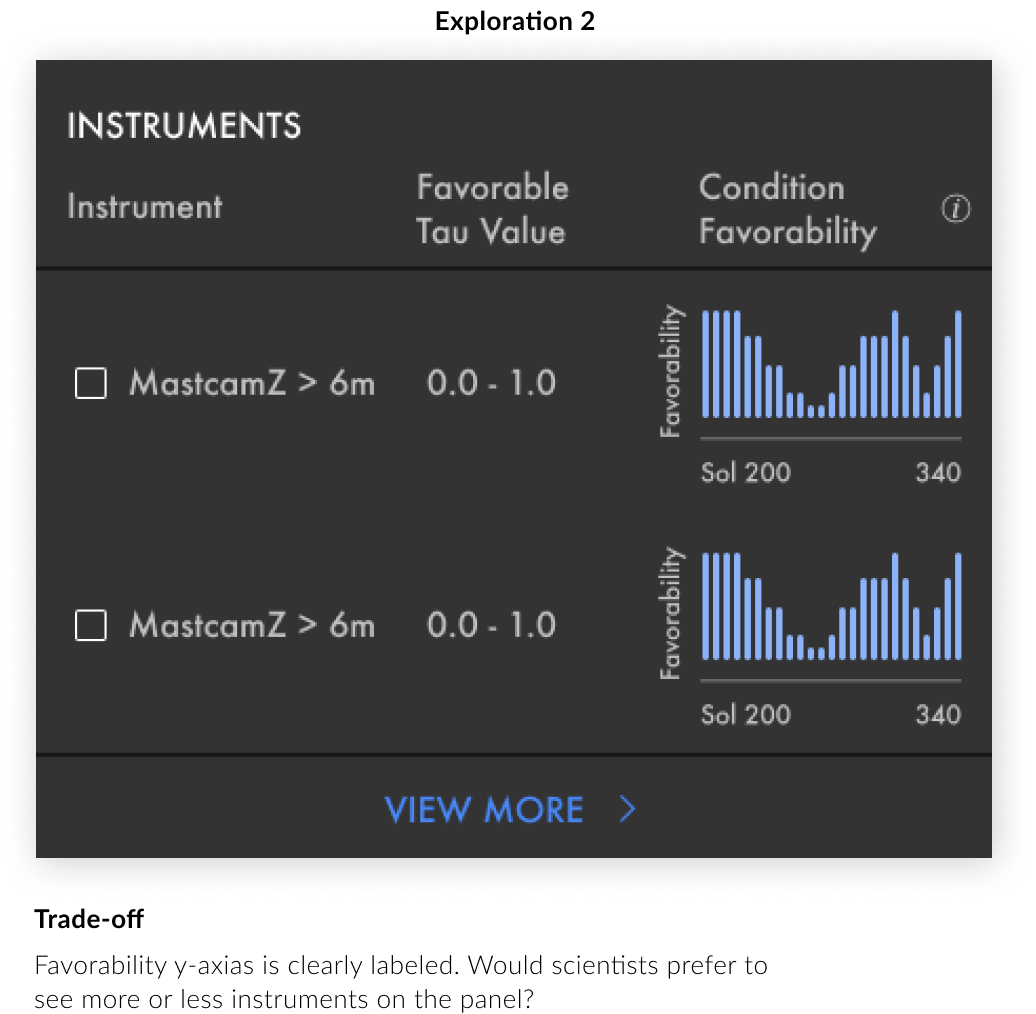 Exploration 2
INSTRUMENTS
Instrument
Favorable
Tau Value
Condition
Favorability
i
Favorability
MastcamZ > 6m
0.0 - 1.0
Sol 200
340
Favorability
MastcamZ > 6m
0.0 - 1.0
Sol 200
340
VIEW MORE >
Trade-off
Favorability y-axias is clearly labeled. Would scientists prefer to
see more or less instruments on the panel?